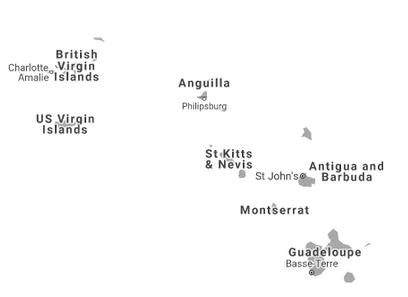 British
Virgin
Islands
Charlotte
Amalie
Anguilla
Philipsburg
US Virgin
Islands
St Kitts
& Nevis
Antigua and
Barbuda
St John's
Montserrat
Guadeloupe
Basse-Terre